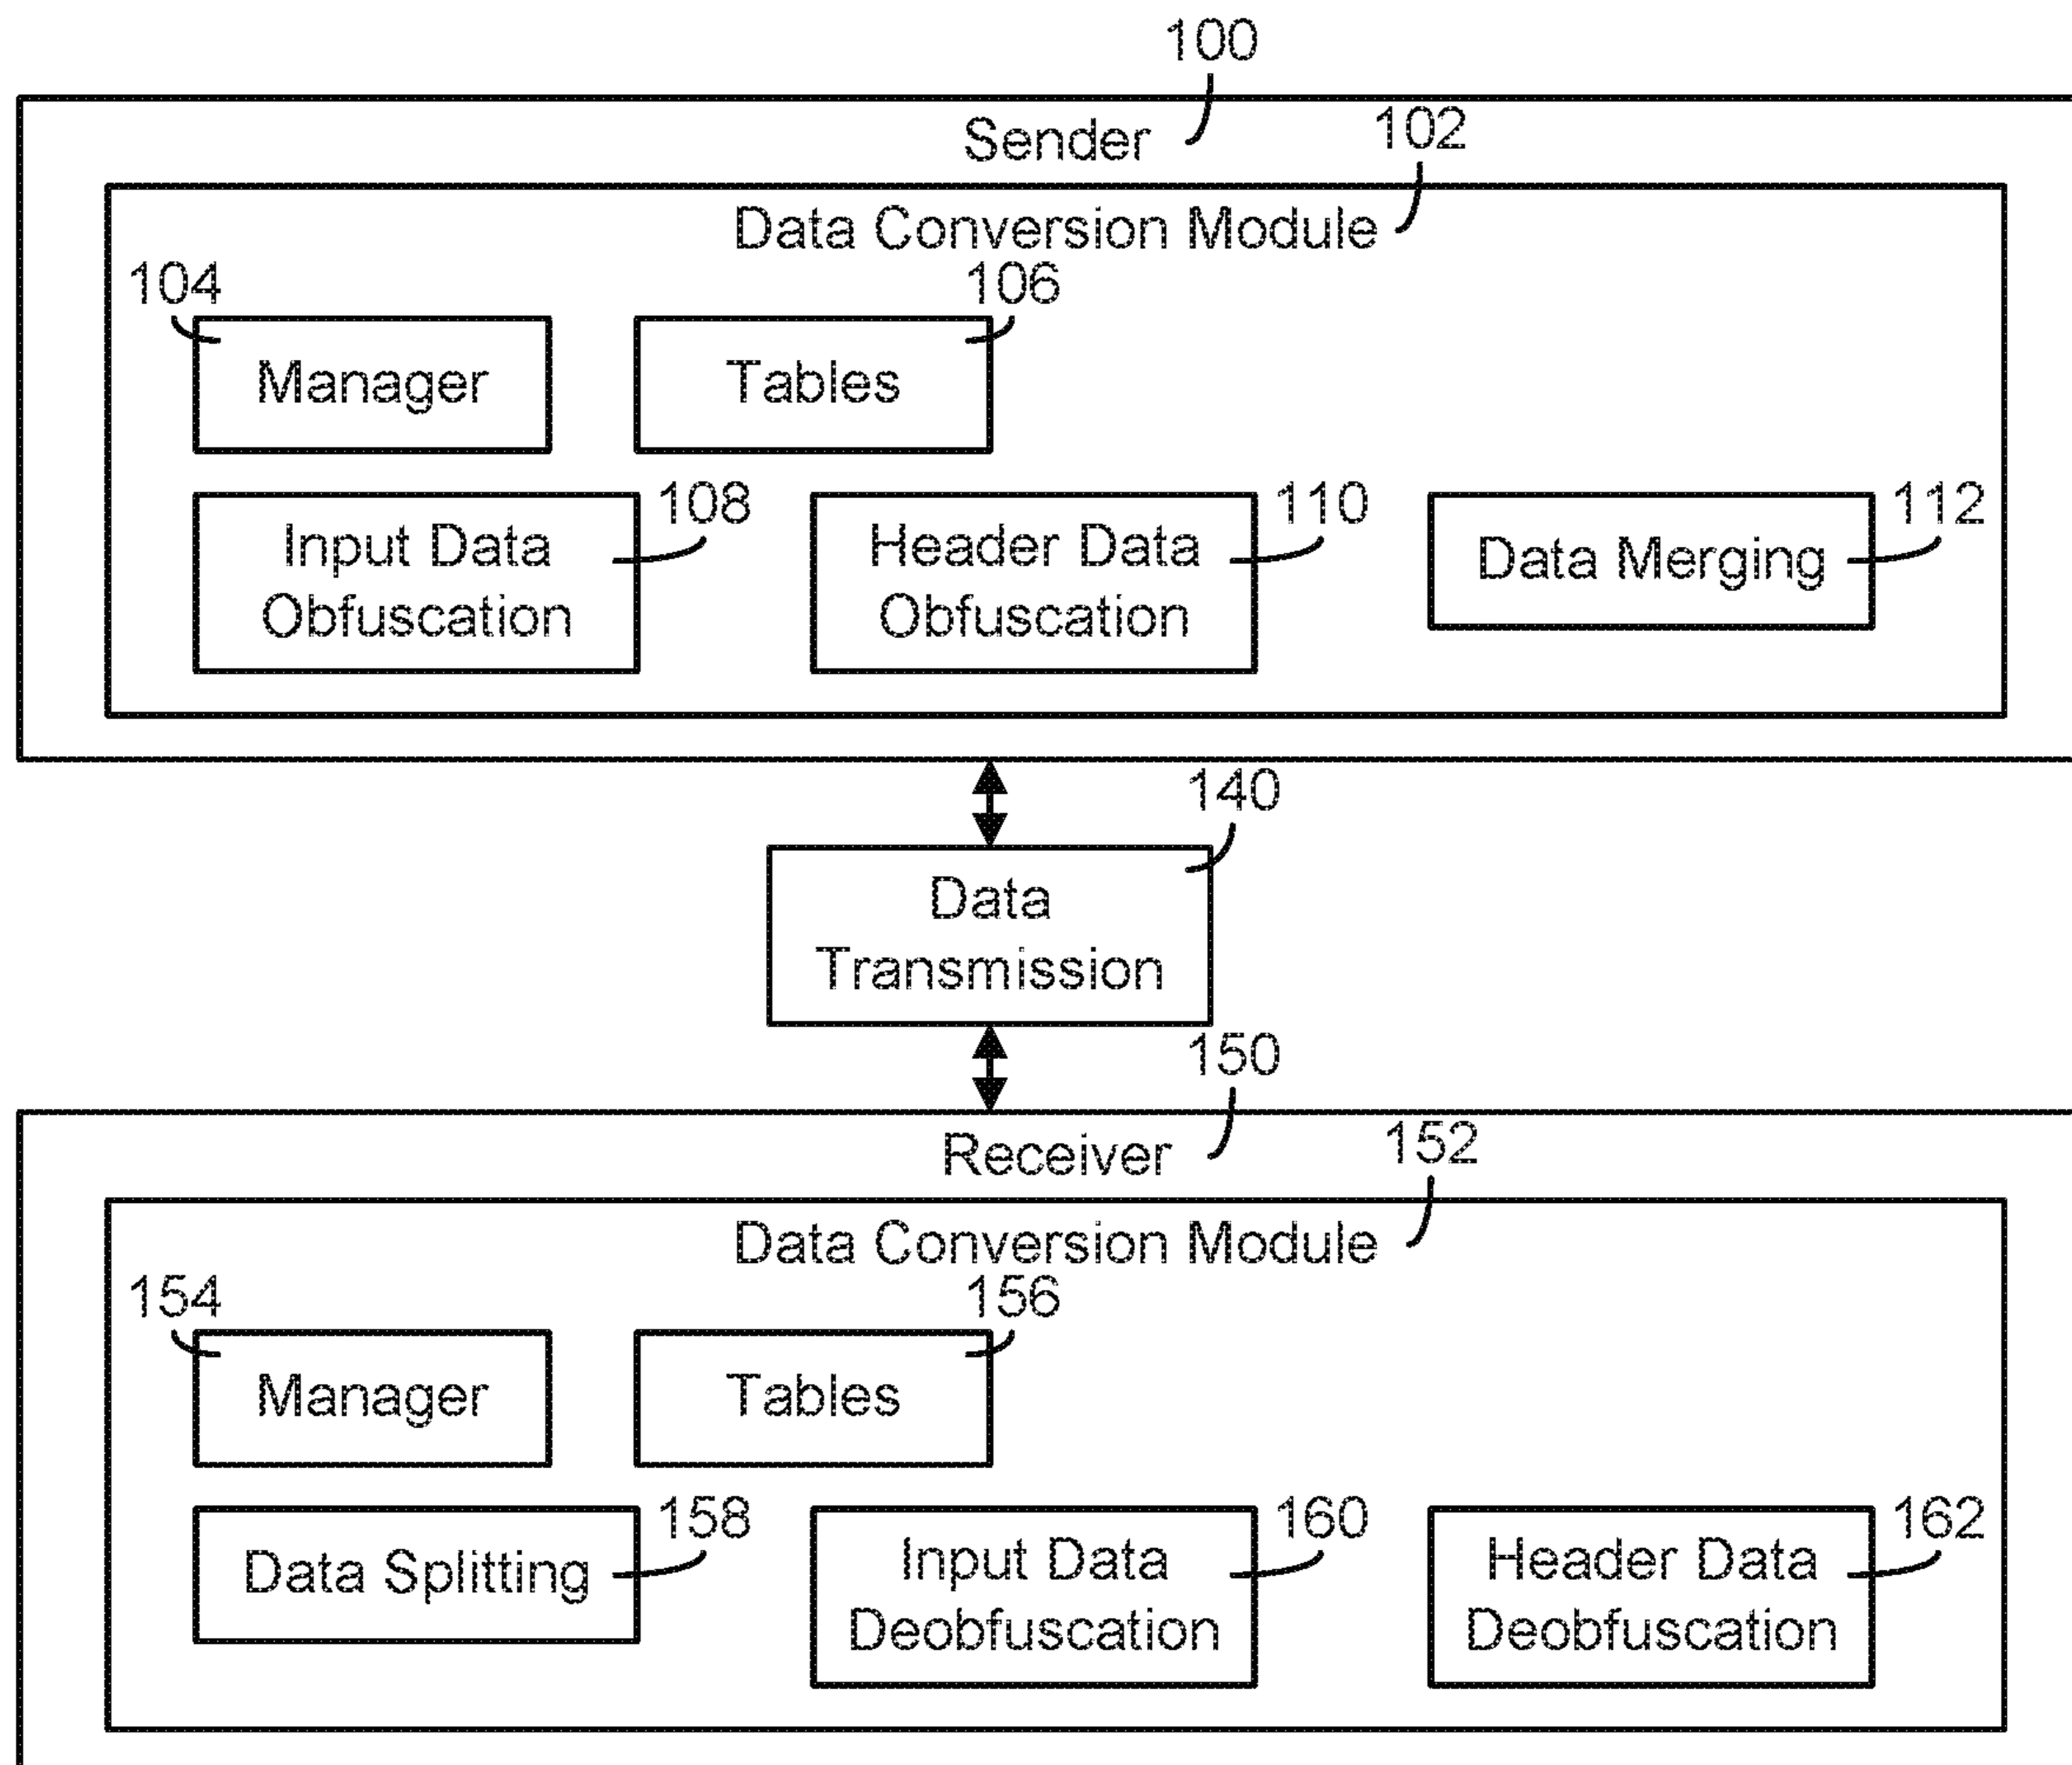 100
Sender
102
Data Conversion Module
104
106
Manager
Tables
108
110
112
Input Data
Obfuscation
Header Data
Obfuscation
Data Merging
140
Data
Transmission
150
Receiver
152
Data Conversion Module
154
156
Manager
Tables
158
160
162
Data Splitting
Input Data
Deobfuscation
Header Data
Deobfuscation